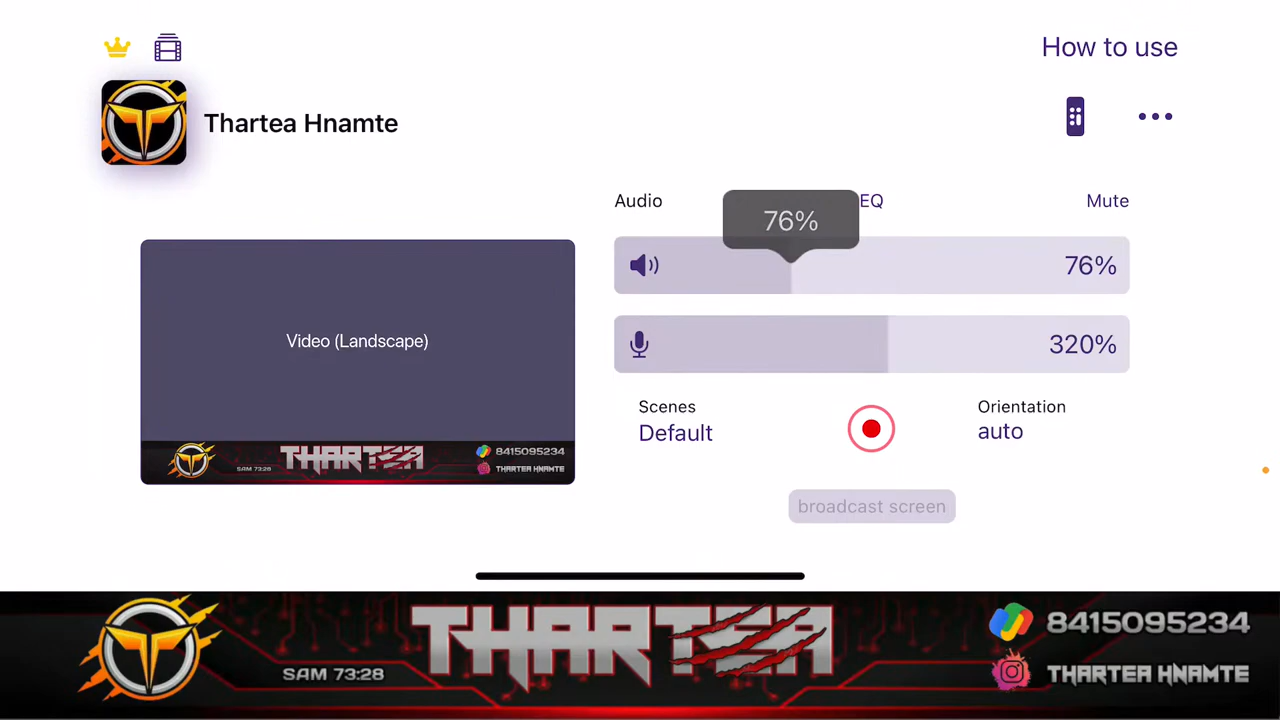 How to use
Thartea Hnamte
Audio
EQ
Mute
76%
76%
320%
Video (Landscape)
Scenes
Default
Orientation
auto
SAM 73:28
THARTEA
8415095234
THARTEA HNAMTE
broadcast screen
SAM 73:28
THARTEA
8415095234
THARTEA HNAMTE